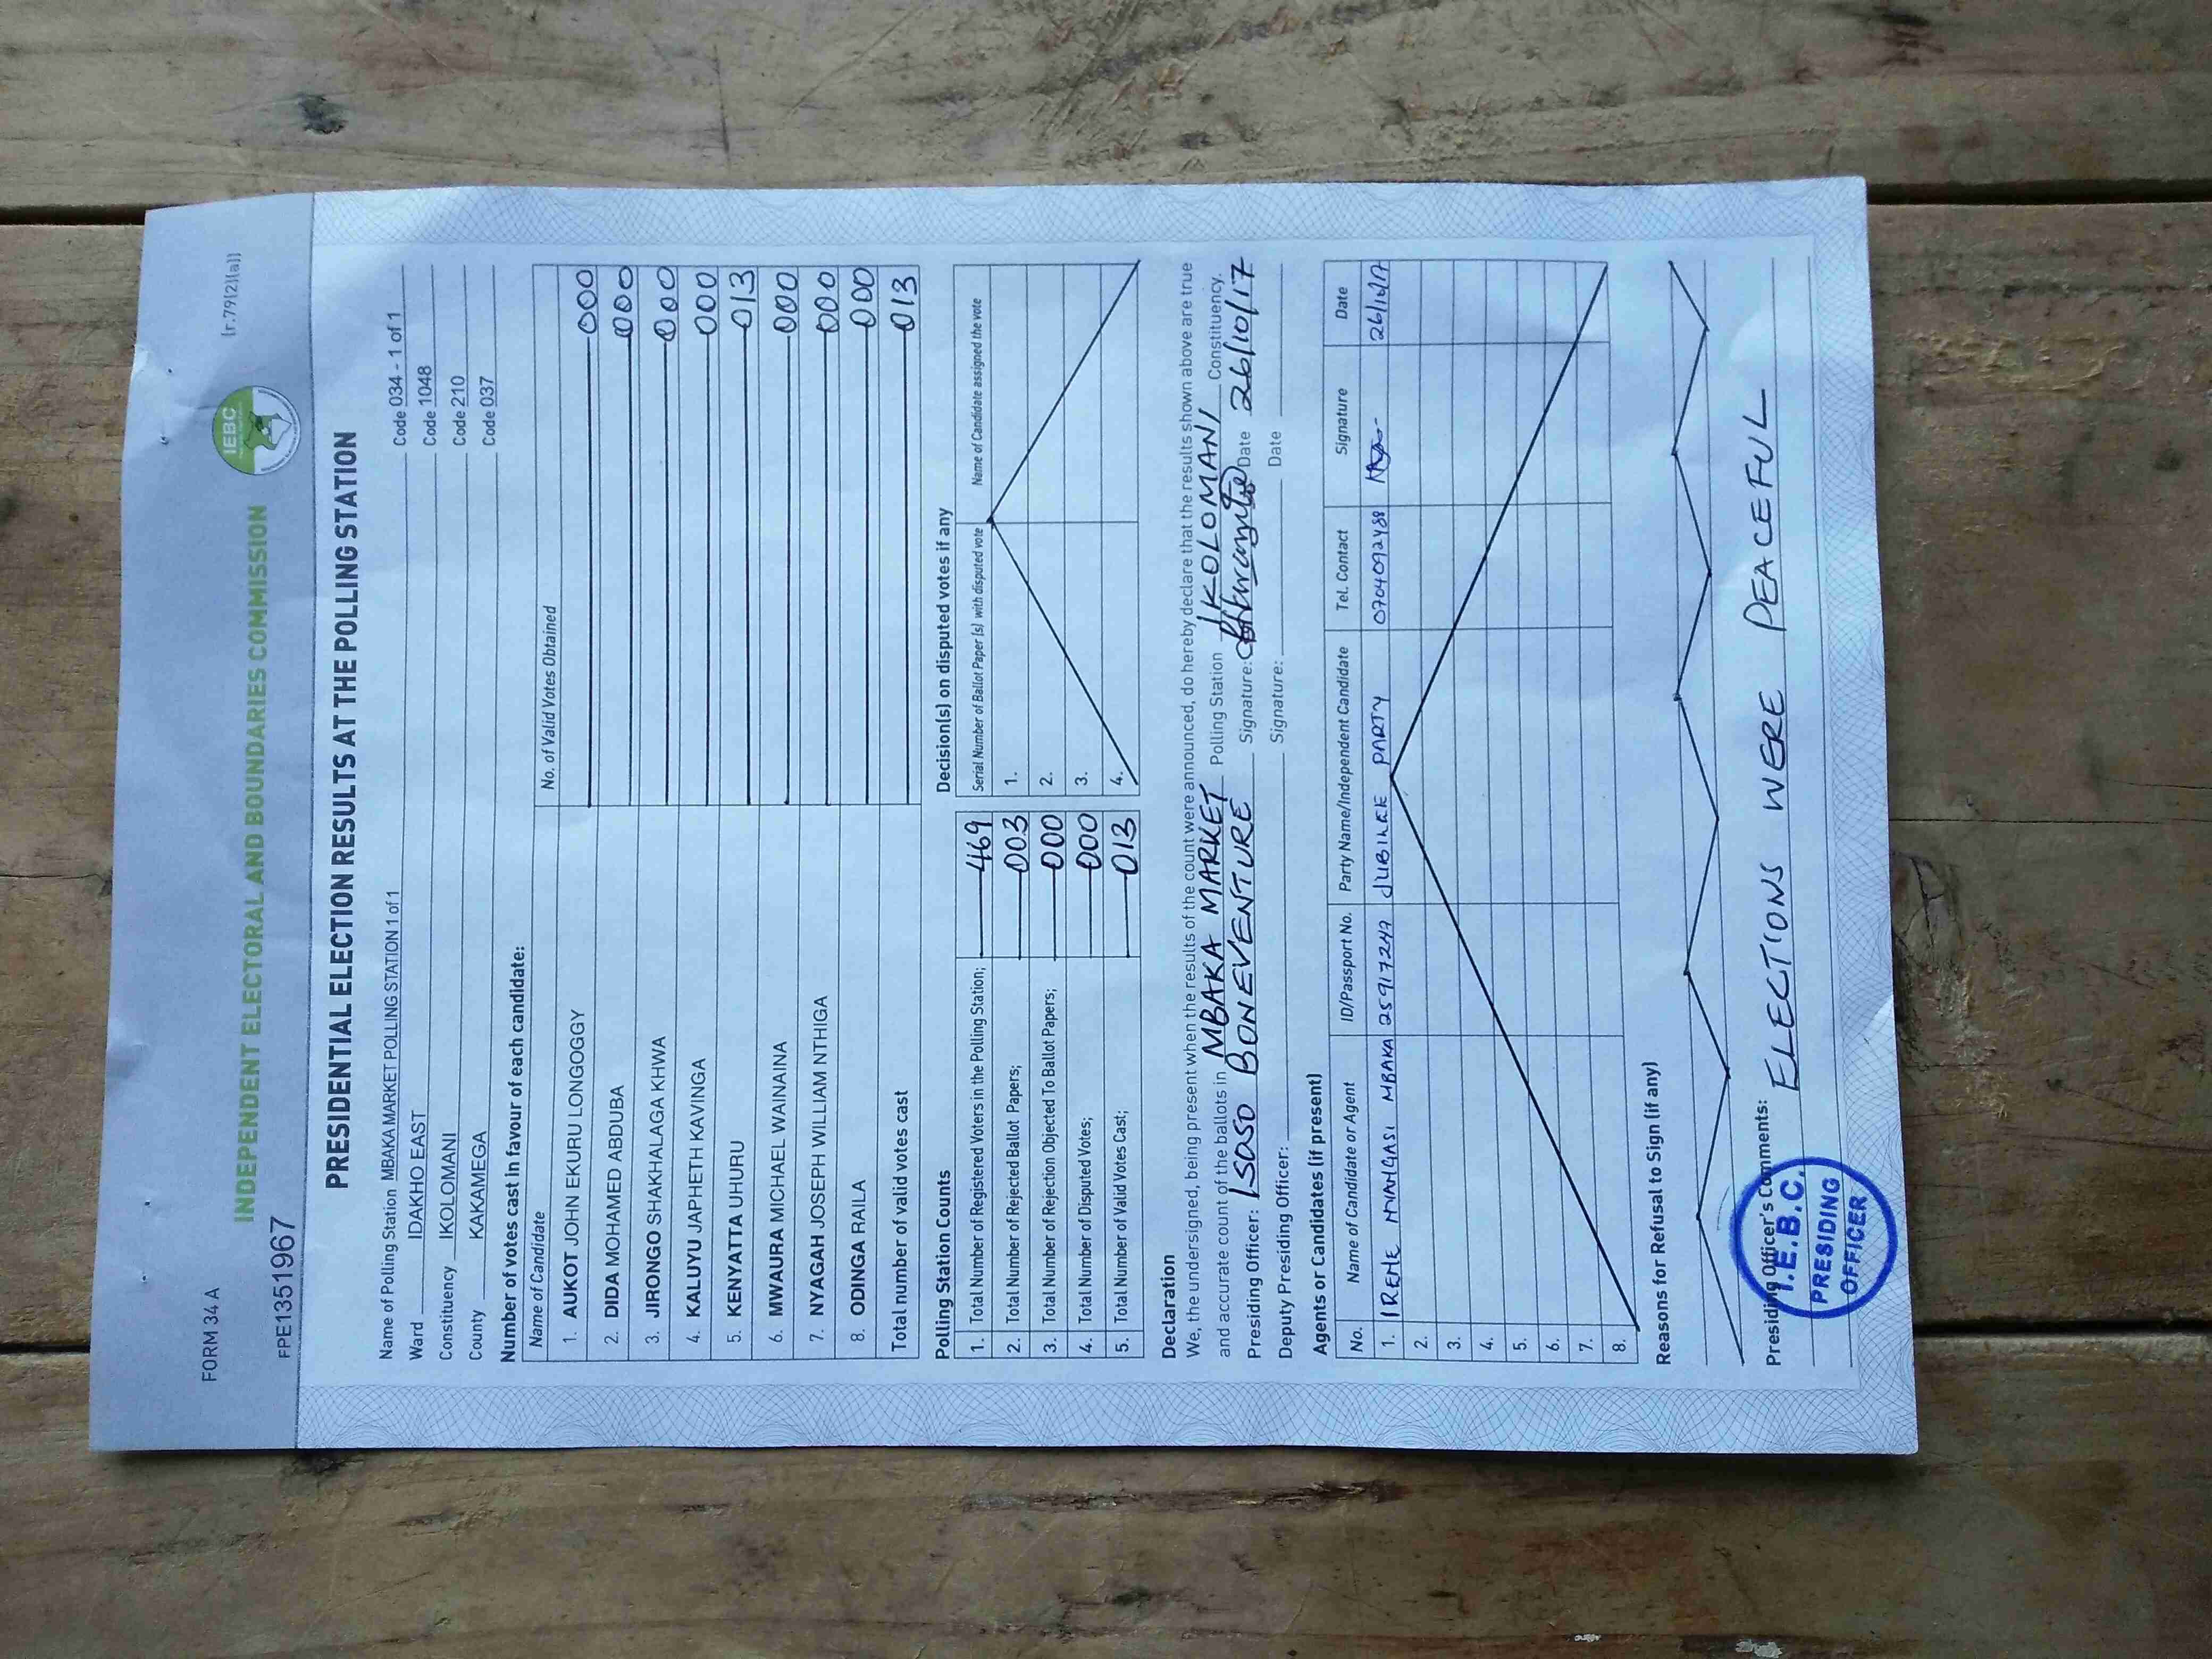 FORM 34 A
(r.79(2)(a))
FPE1351967
INDEPENDENT ELECTORAL AND BOUNDARIES COMMISSION
IEBC
PRESIDENTIAL ELECTION RESULTS AT THE POLLING STATION
Name of Polling Station MBAKA MARKET POLLING STATION 1 of 1 Code 034 - 1 of 1
Ward IDAKHO EAST Code 1048
Constituency IKOLOMANI Code 210
County KAKAMEGA Code 037
Number of votes cast in favour of each candidate:
Name of Candidate No. of Valid Votes Obtained
1. AUKOT JOHN EKURU LONGOGGY 000
2. DIDA MOHAMED ABDUBA 000
3. JIRONGO SHAKHALAGA KHWA 000
4. KALUYU JAPHETH KAVINGA 000
5. KENYATTA UHURU 013
6. MWAURA MICHAEL WAINAINA 000
7. NYAGAH JOSEPH WILLIAM NTHIGA 000
8. ODINGA RAILA 000
Total number of valid votes cast 013
Polling Station Counts
1. Total Number of Registered Voters in the Polling Station; 469
2. Total Number of Rejected Ballot Papers; 003
3. Total Number of Rejection Objected To Ballot Papers; 000
4. Total Number of Disputed Votes; 000
5. Total Number of Valid Votes Cast; 013
Decision(s) on disputed votes if any
Serial Number of Ballot Paper (s) with disputed vote Name of Candidate assigned the vote
1.
2.
3.
4.
Declaration
We, the undersigned, being present when the results of the count were announced, do hereby declare that the results shown above are true
and accurate count of the ballots in MBAKA MARKET Polling Station IKOLOMANI Constituency.
Presiding Officer: ISOSO BONEVENTURE Signature: Date 26/10/17
Deputy Presiding Officer: Signature: Date
Agents or Candidates (if present)
No. Name of Candidate or Agent ID/Passport No. Party Name/Independent Candidate Tel. Contact Signature Date
1. IRENE MBAKA 25917247 JUBILEE PARTY 0704092488 26/10/17
2.
3.
4.
5.
6.
7.
8.
Reasons for Refusal to Sign (if any)
Presiding Officer's Comments:
ELECTIONS WERE PEACEFUL
I.E.B.C.
PRESIDING
OFFICER